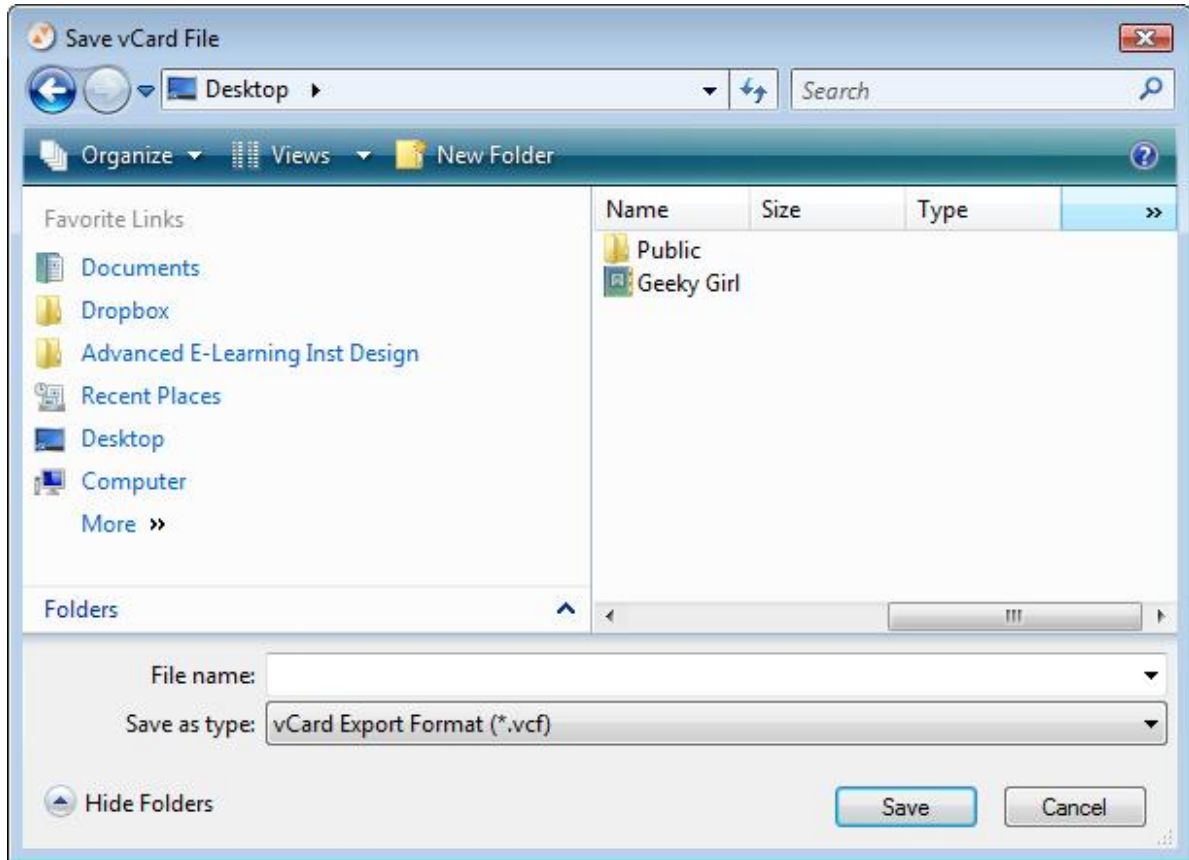 Save vCard File
Desktop
Search
Organize Views New Folder
Favorite Links
Documents
Dropbox
Advanced E-Learning Inst Design
Recent Places
Desktop
Computer
More »
Folders
Name Size Type »
Public
Geeky Girl
File name:
Save as type: vCard Export Format (*.vcf)
Hide Folders
Save Cancel